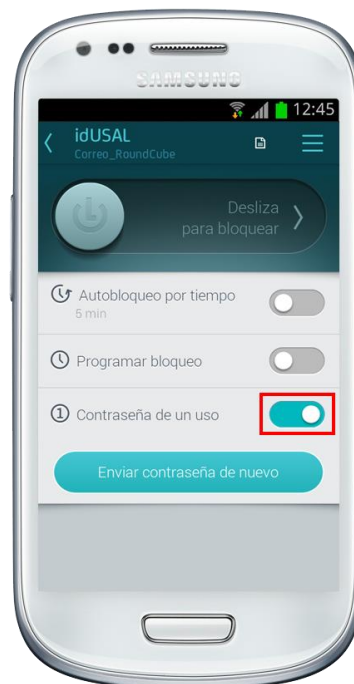 SAMSUNG
12:45
idUSAL
Correo_RoundCube
Desliza
para bloquear
Autobloqueo por tiempo
5 min
Programar bloqueo
1 Contraseña de un uso
Enviar contraseña de nuevo